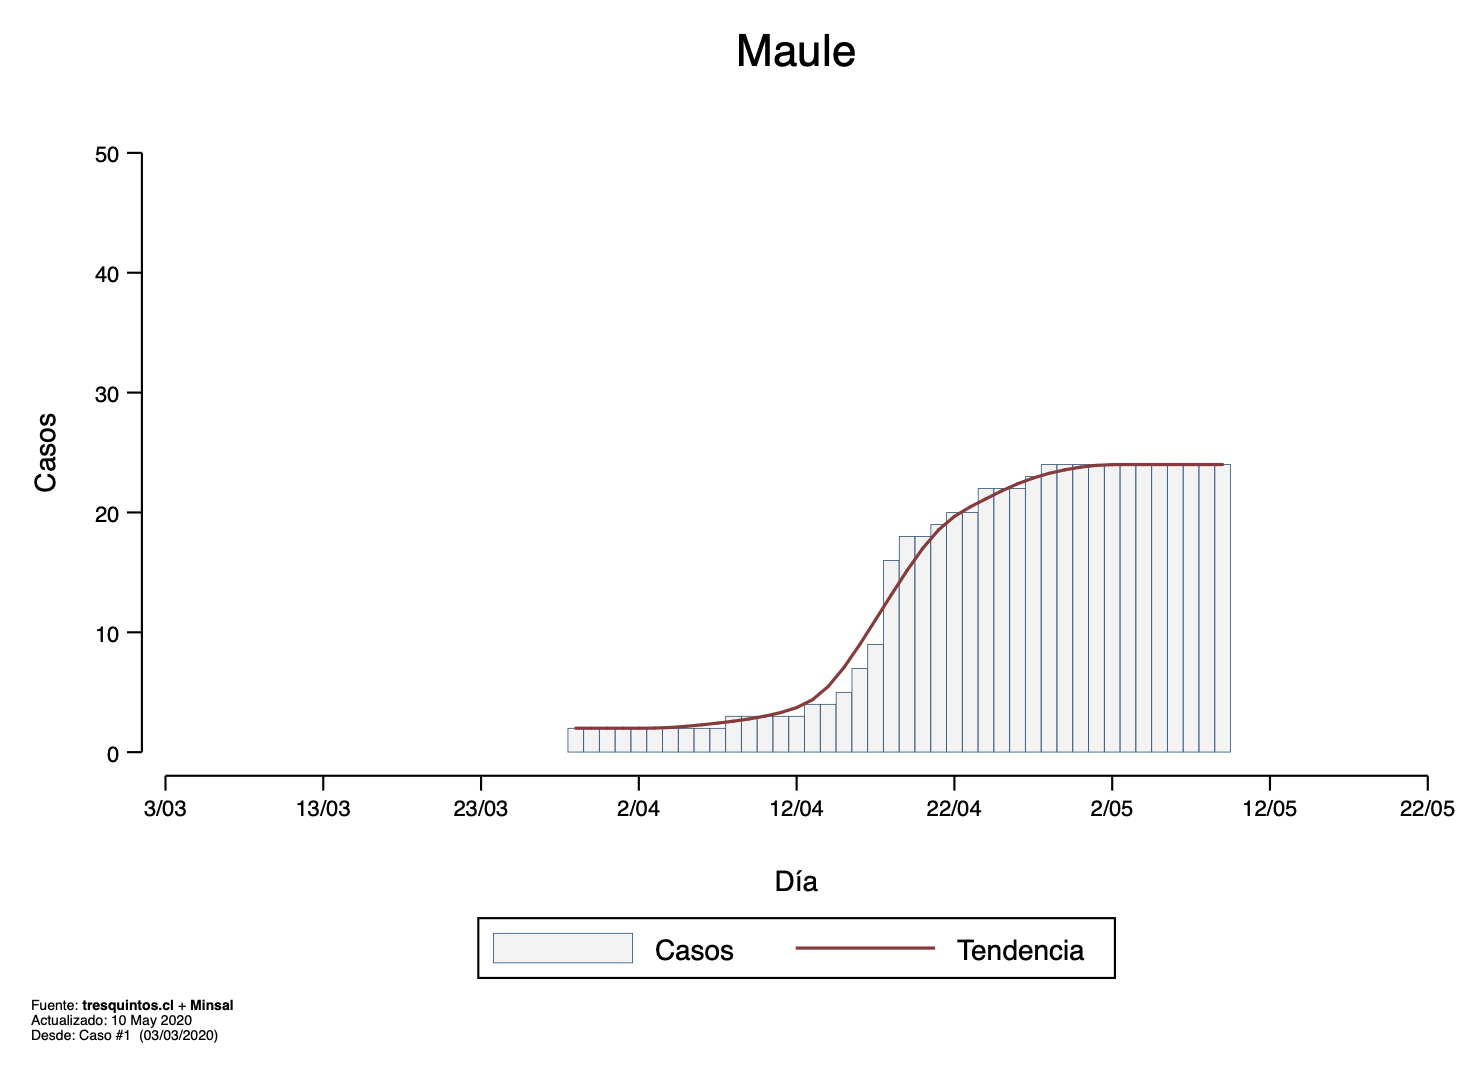 Maule
50
40
30
20
10
0
Casos
3/03 13/03 23/03 2/04 12/04 22/04 2/05 12/05 22/05
Día
Casos Tendencia
Fuente: tresquintos.cl + Minsal
Actualizado: 10 May 2020
Desde: Caso #1 (03/03/2020)